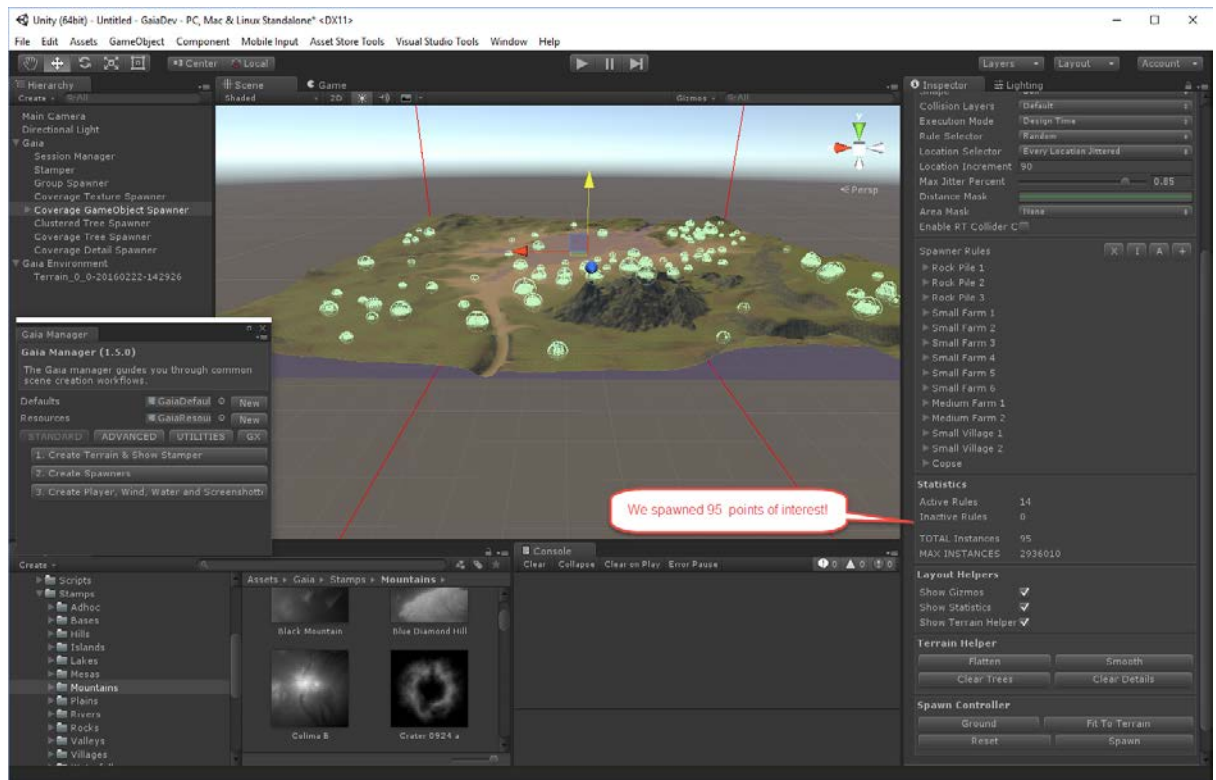 Unity (64bit) - Untitled - GaiaDev - PC, Mac & Linux Standalone* <DX11>
File Edit Assets GameObject Component Mobile Input Asset Store Tools Visual Studio Tools Window Help
Center Local Layers Layout Account
Hierarchy
Create All
Main Camera
Directional Light
Gaia
Session Manager
Stamper
Group Spawner
Coverage Texture Spawner
Coverage GameObject Spawner
Clustered Tree Spawner
Coverage Tree Spawner
Coverage Detail Spawner
Gaia Environment
Terrain_0_0-20160222-142926
Scene Game
Shaded 2D Gizmos All
y
Persp
Gaia Manager
Gaia Manager (1.5.0)
The Gaia manager guides you through common
scene creation workflows.
Defaults GaiaDefaul New
Resources GaiaResoui New
STANDARD ADVANCED UTILITIES GX
1. Create Terrain & Show Stamper
2. Create Spawners
3. Create Player, Wind, Water and Screenshott
We spawned 95 points of interest!
Create
Scripts
Stamps
Adhoc
Bases
Hills
Islands
Lakes
Mesas
Mountains
Plains
Rivers
Rocks
Valleys
Villages
Assets Gaia Stamps Mountains
Black Mountain Blue Diamond Hill
Colima B Crater 0924 a
Console
Clear Collapse Clear on Play Error Pause 0 0 0
Inspector Lighting
Collision Layers Default
Execution Mode Design Time
Rule Selector Random
Location Selector Every Location Jittered
Location Increment 90
Max Jitter Percent 0.85
Distance Mask
Area Mask None
Enable RT Collider C
Spawner Rules X I A +
Rock Pile 1
Rock Pile 2
Rock Pile 3
Small Farm 1
Small Farm 2
Small Farm 3
Small Farm 4
Small Farm 5
Small Farm 6
Medium Farm 1
Medium Farm 2
Small Village 1
Small Village 2
Copse
Statistics
Active Rules 14
Inactive Rules 0
TOTAL Instances 95
MAX INSTANCES 2936010
Layout Helpers
Show Gizmos
Show Statistics
Show Terrain Helper
Terrain Helper
Flatten Smooth
Clear Trees Clear Details
Spawn Controller
Ground Fit To Terrain
Reset Spawn